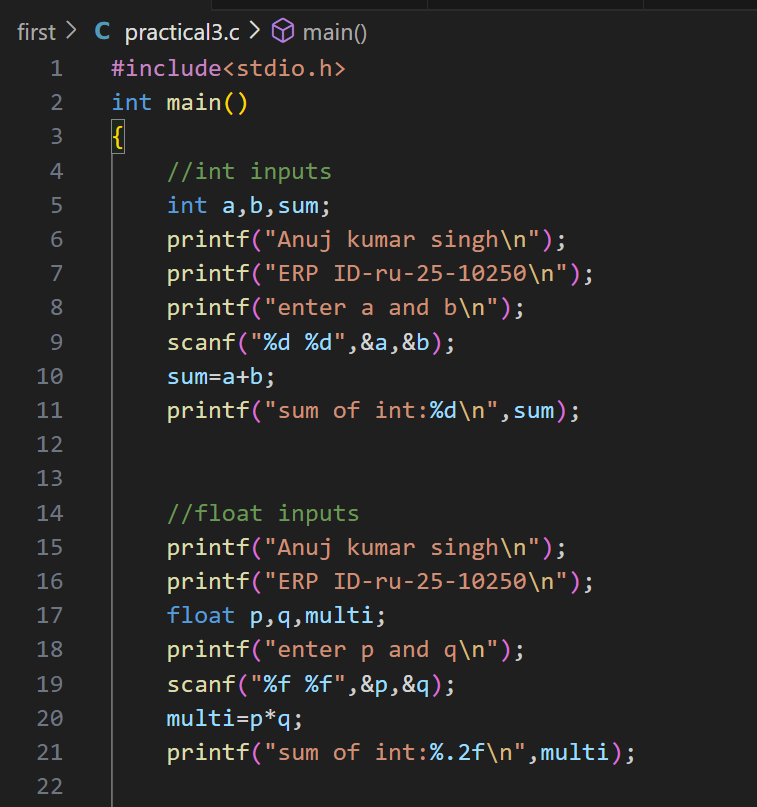 first > C practical3.c > main()
1 #include<stdio.h>
2 int main()
3 {
4 //int inputs
5 int a,b,sum;
6 printf("Anuj kumar singh\n");
7 printf("ERP ID-ru-25-10250\n");
8 printf("enter a and b\n");
9 scanf("%d %d",&a,&b);
10 sum=a+b;
11 printf("sum of int:%d\n",sum);
12
13
14 //float inputs
15 printf("Anuj kumar singh\n");
16 printf("ERP ID-ru-25-10250\n");
17 float p,q,multi;
18 printf("enter p and q\n");
19 scanf("%f %f",&p,&q);
20 multi=p*q;
21 printf("sum of int:%.2f\n",multi);
22